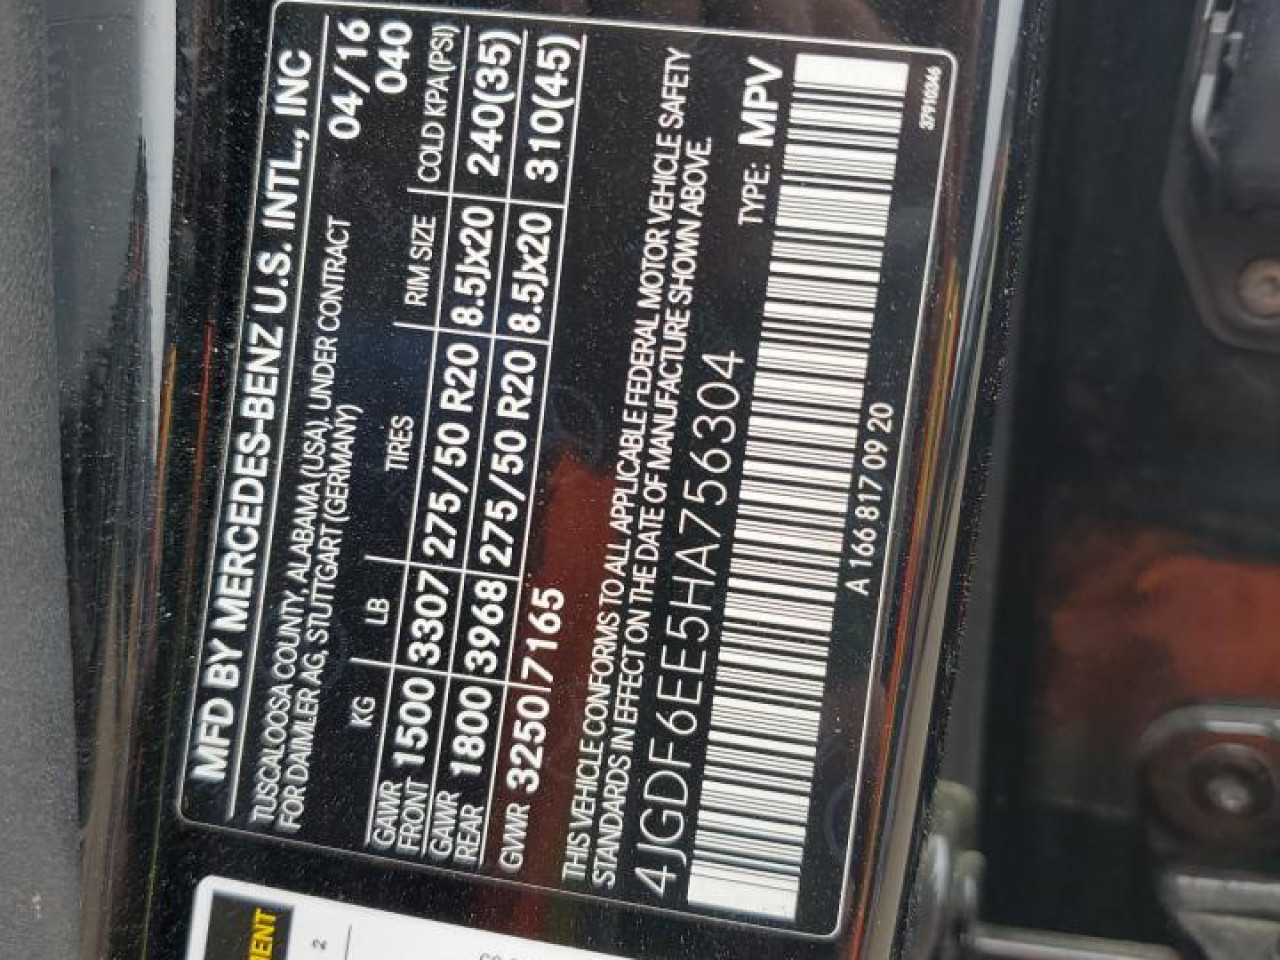 MFD BY MERCEDES-BENZ U.S. INTL., INC
TUSCALOOSA COUNTY, ALABAMA (USA), UNDER CONTRACT 04/16
FOR DAIMLER AG, STUTTGART (GERMANY) 040
KG LB TIRES RIM SIZE COLD KPA (PSI)
GAWR FRONT 1500 3307 275/50 R20 8.5Jx20 240(35)
GAWR REAR 1800 3968 275/50 R20 8.5Jx20 310(45)
GVWR 3250 7165
THIS VEHICLE CONFORMS TO ALL APPLICABLE FEDERAL MOTOR VEHICLE SAFETY
STANDARDS IN EFFECT ON THE DATE OF MANUFACTURE SHOWN ABOVE.
4JGDF6EE5HA756304 TYPE: MPV
A 166 817 09 20
37910346
2